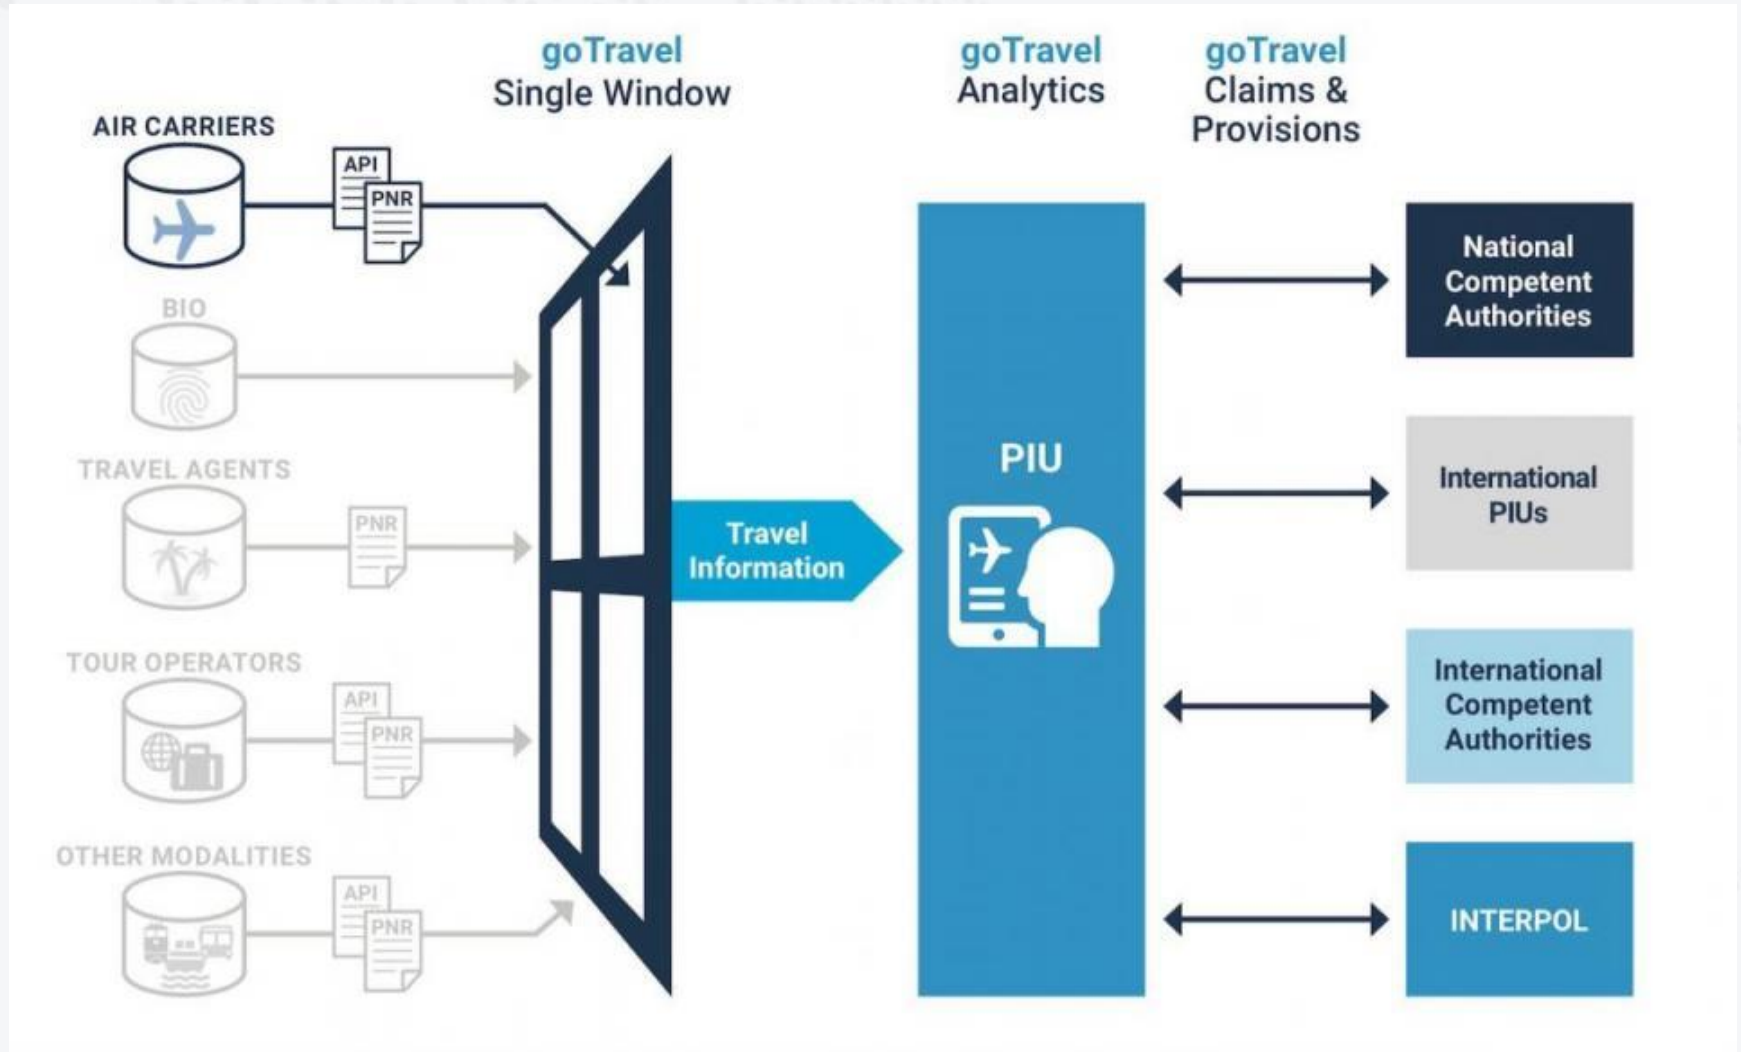 goTravel
Single Window
goTravel
Analytics
goTravel
Claims &
Provisions
AIR CARRIERS
API
PNR
BIO
TRAVEL AGENTS
PNR
TOUR OPERATORS
API
PNR
OTHER MODALITIES
API
PNR
Travel
Information
PIU
National
Competent
Authorities
International
PIUs
International
Competent
Authorities
INTERPOL